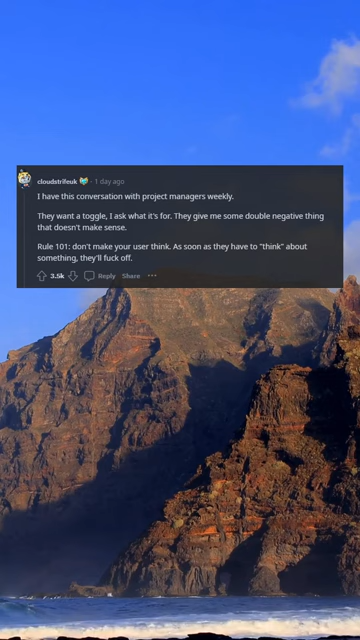 cloudstrifeuk · 1 day ago
I have this conversation with project managers weekly.
They want a toggle, I ask what it's for. They give me some double negative thing
that doesn't make sense.
Rule 101: don't make your user think. As soon as they have to "think" about
something, they'll fuck off.
3.5k Reply Share ...